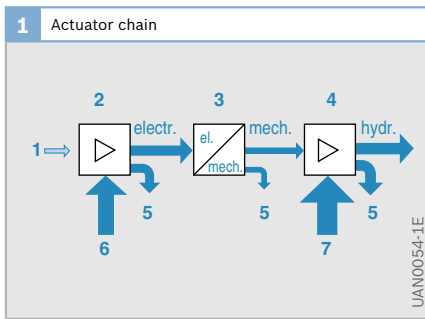 1 Actuator chain
2 3 4
electr. mech. hydr.
1
el.
mech.
5 5 5
6 7
UAN0054-1E